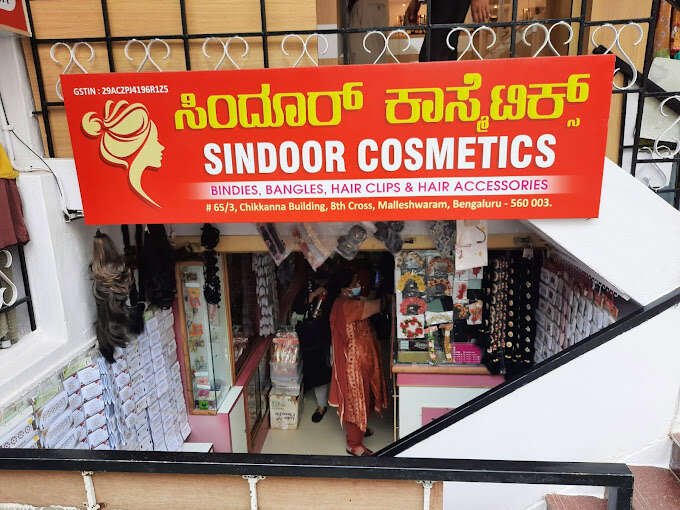 GSTIN : 29ACZPJ4196R1Z5
ಸಿಂದೂರ್ ಕಾಸ್ಮೆಟಿಕ್ಸ್
SINDOOR COSMETICS
BINDIES, BANGLES, HAIR CLIPS & HAIR ACCESSORIES
# 65/3, Chikkanna Building, 8th Cross, Malleshwaram, Bengaluru - 560 003.